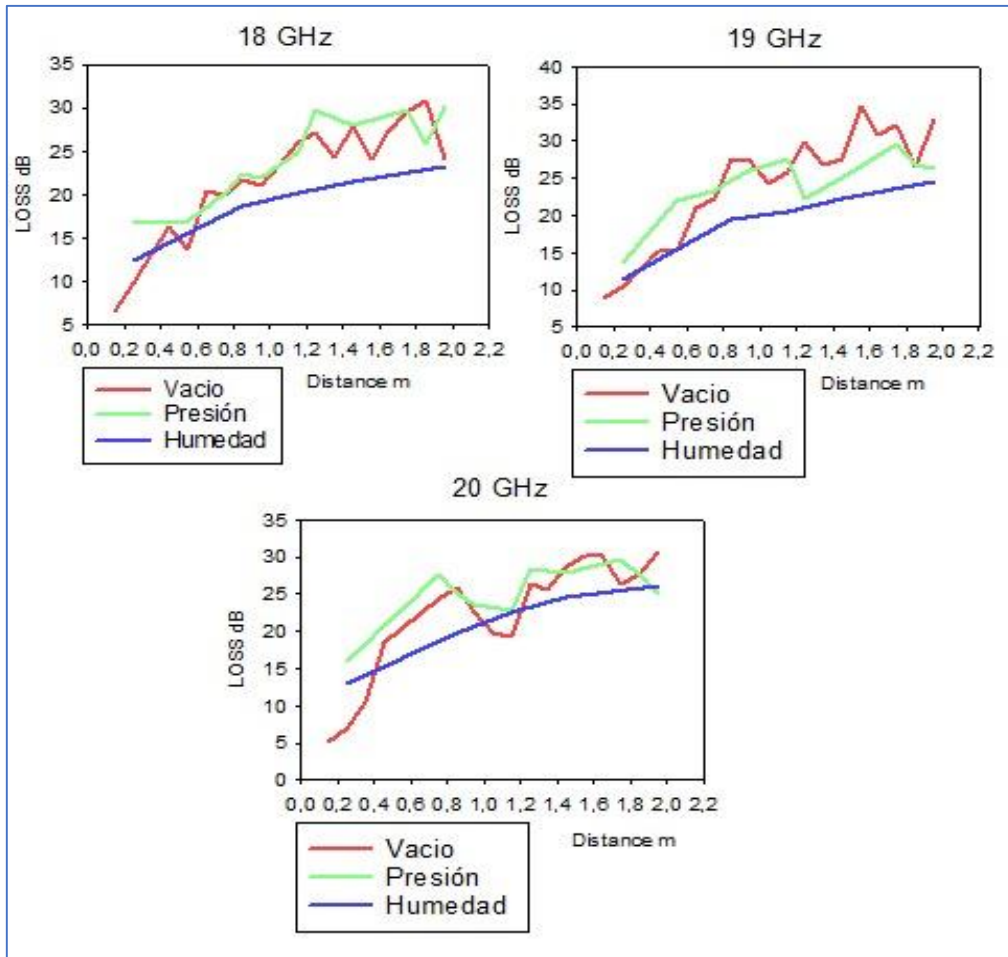 18 GHz
35
30
25
20
15
10
5
LOSS dB
0,0 0,2 0,4 0,6 0,8 1,0 1,2 1,4 1,6 1,8 2,0 2,2
Distance m
Vacio
Presión
Humedad
19 GHz
40
35
30
25
20
15
10
5
LOSS dB
0,0 0,2 0,4 0,6 0,8 1,0 1,2 1,4 1,6 1,8 2,0 2,2
Distance m
Vacio
Presión
Humedad
20 GHz
35
30
25
20
15
10
5
0
LOSS dB
0,0 0,2 0,4 0,6 0,8 1,0 1,2 1,4 1,6 1,8 2,0 2,2
Distance m
Vacio
Presión
Humedad